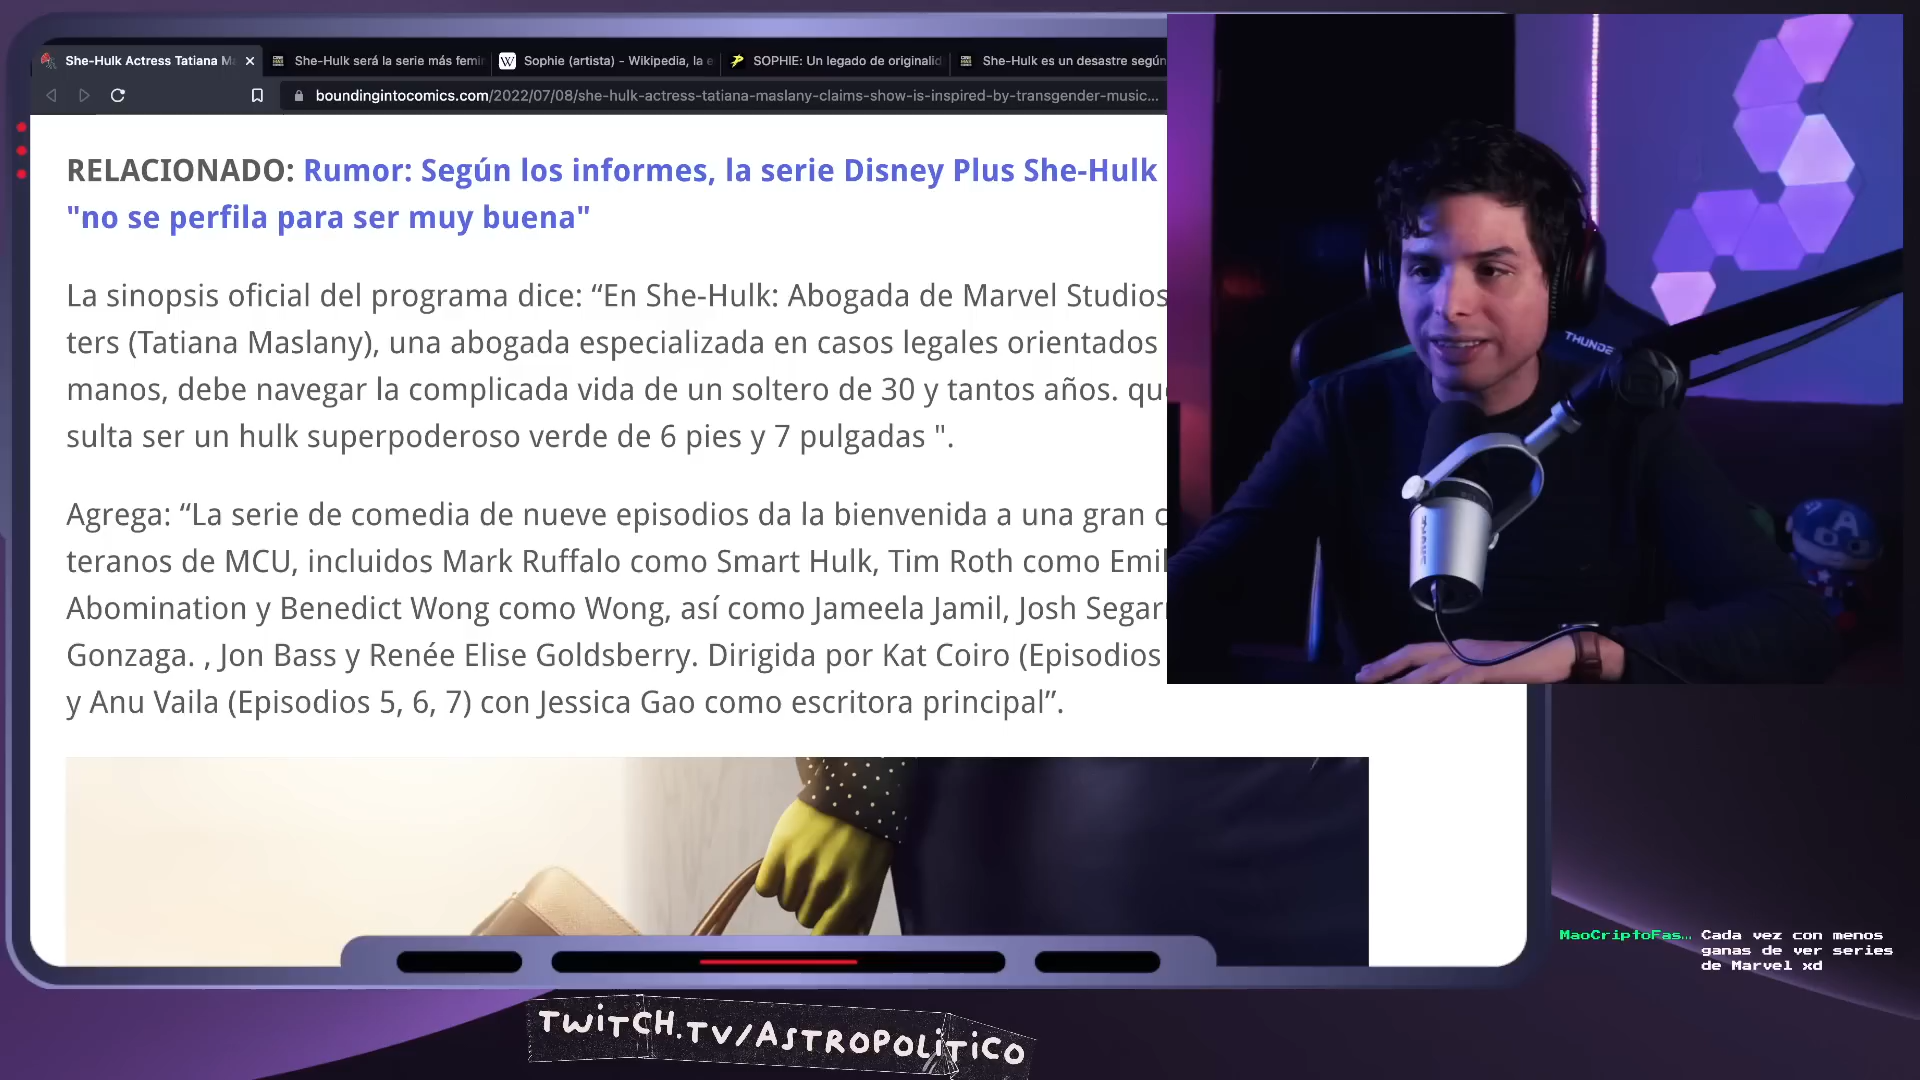 She-Hulk Actress Tatiana M
She-Hulk será la serie más femi
Sophie (artista) - Wikipedia, la e
SOPHIE: Un legado de originalid
She-Hulk es un desastre según
boundingintocomics.com/2022/07/08/she-hulk-actress-tatiana-maslany-claims-show-is-inspired-by-transgender-music...
RELACIONADO: Rumor: Según los informes, la serie Disney Plus She-Hulk
"no se perfila para ser muy buena"
La sinopsis oficial del programa dice: “En She-Hulk: Abogada de Marvel Studios
ters (Tatiana Maslany), una abogada especializada en casos legales orientados
manos, debe navegar la complicada vida de un soltero de 30 y tantos años. qu
sulta ser un hulk superpoderoso verde de 6 pies y 7 pulgadas ".
Agrega: “La serie de comedia de nueve episodios da la bienvenida a una gran c
teranos de MCU, incluidos Mark Ruffalo como Smart Hulk, Tim Roth como Emil
Abomination y Benedict Wong como Wong, así como Jameela Jamil, Josh Segarr
Gonzaga. , Jon Bass y Renée Elise Goldsberry. Dirigida por Kat Coiro (Episodios
y Anu Vaila (Episodios 5, 6, 7) con Jessica Gao como escritora principal”.
THUNDE
MaoCriptoFas... Cada vez con menos
ganas de ver series
de Marvel xd
TWITCH.TV/ASTROPOLITICO